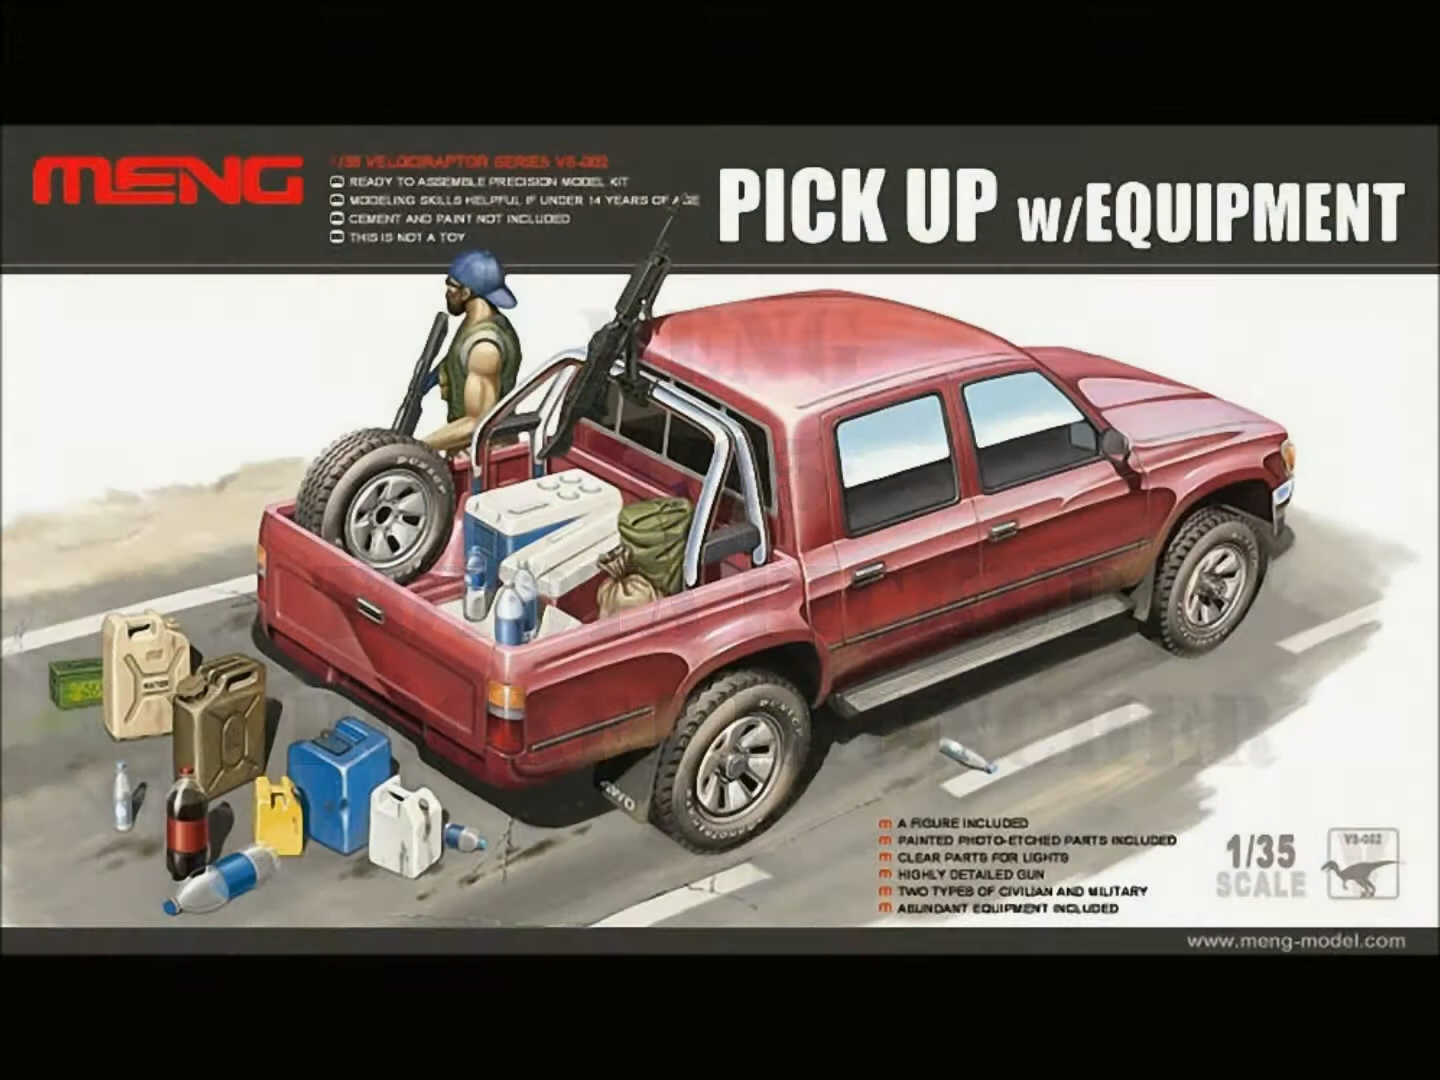 MENG
1/35 VELOCIRAPTOR SERIES VS-002
READY TO ASSEMBLE PRECISION MODEL KIT
MODELING SKILLS HELPFUL IF UNDER 14 YEARS OF AGE
CEMENT AND PAINT NOT INCLUDED
THIS IS NOT A TOY
PICK UP W/EQUIPMENT
A FIGURE INCLUDED
PAINTED PHOTO-ETCHED PARTS INCLUDED
CLEAR PARTS FOR LIGHTS
HIGHLY DETAILED GUN
TWO TYPES OF CIVILIAN AND MILITARY
ABUNDANT EQUIPMENT INCLUDED
1/35
SCALE
VS-002
www.meng-model.com